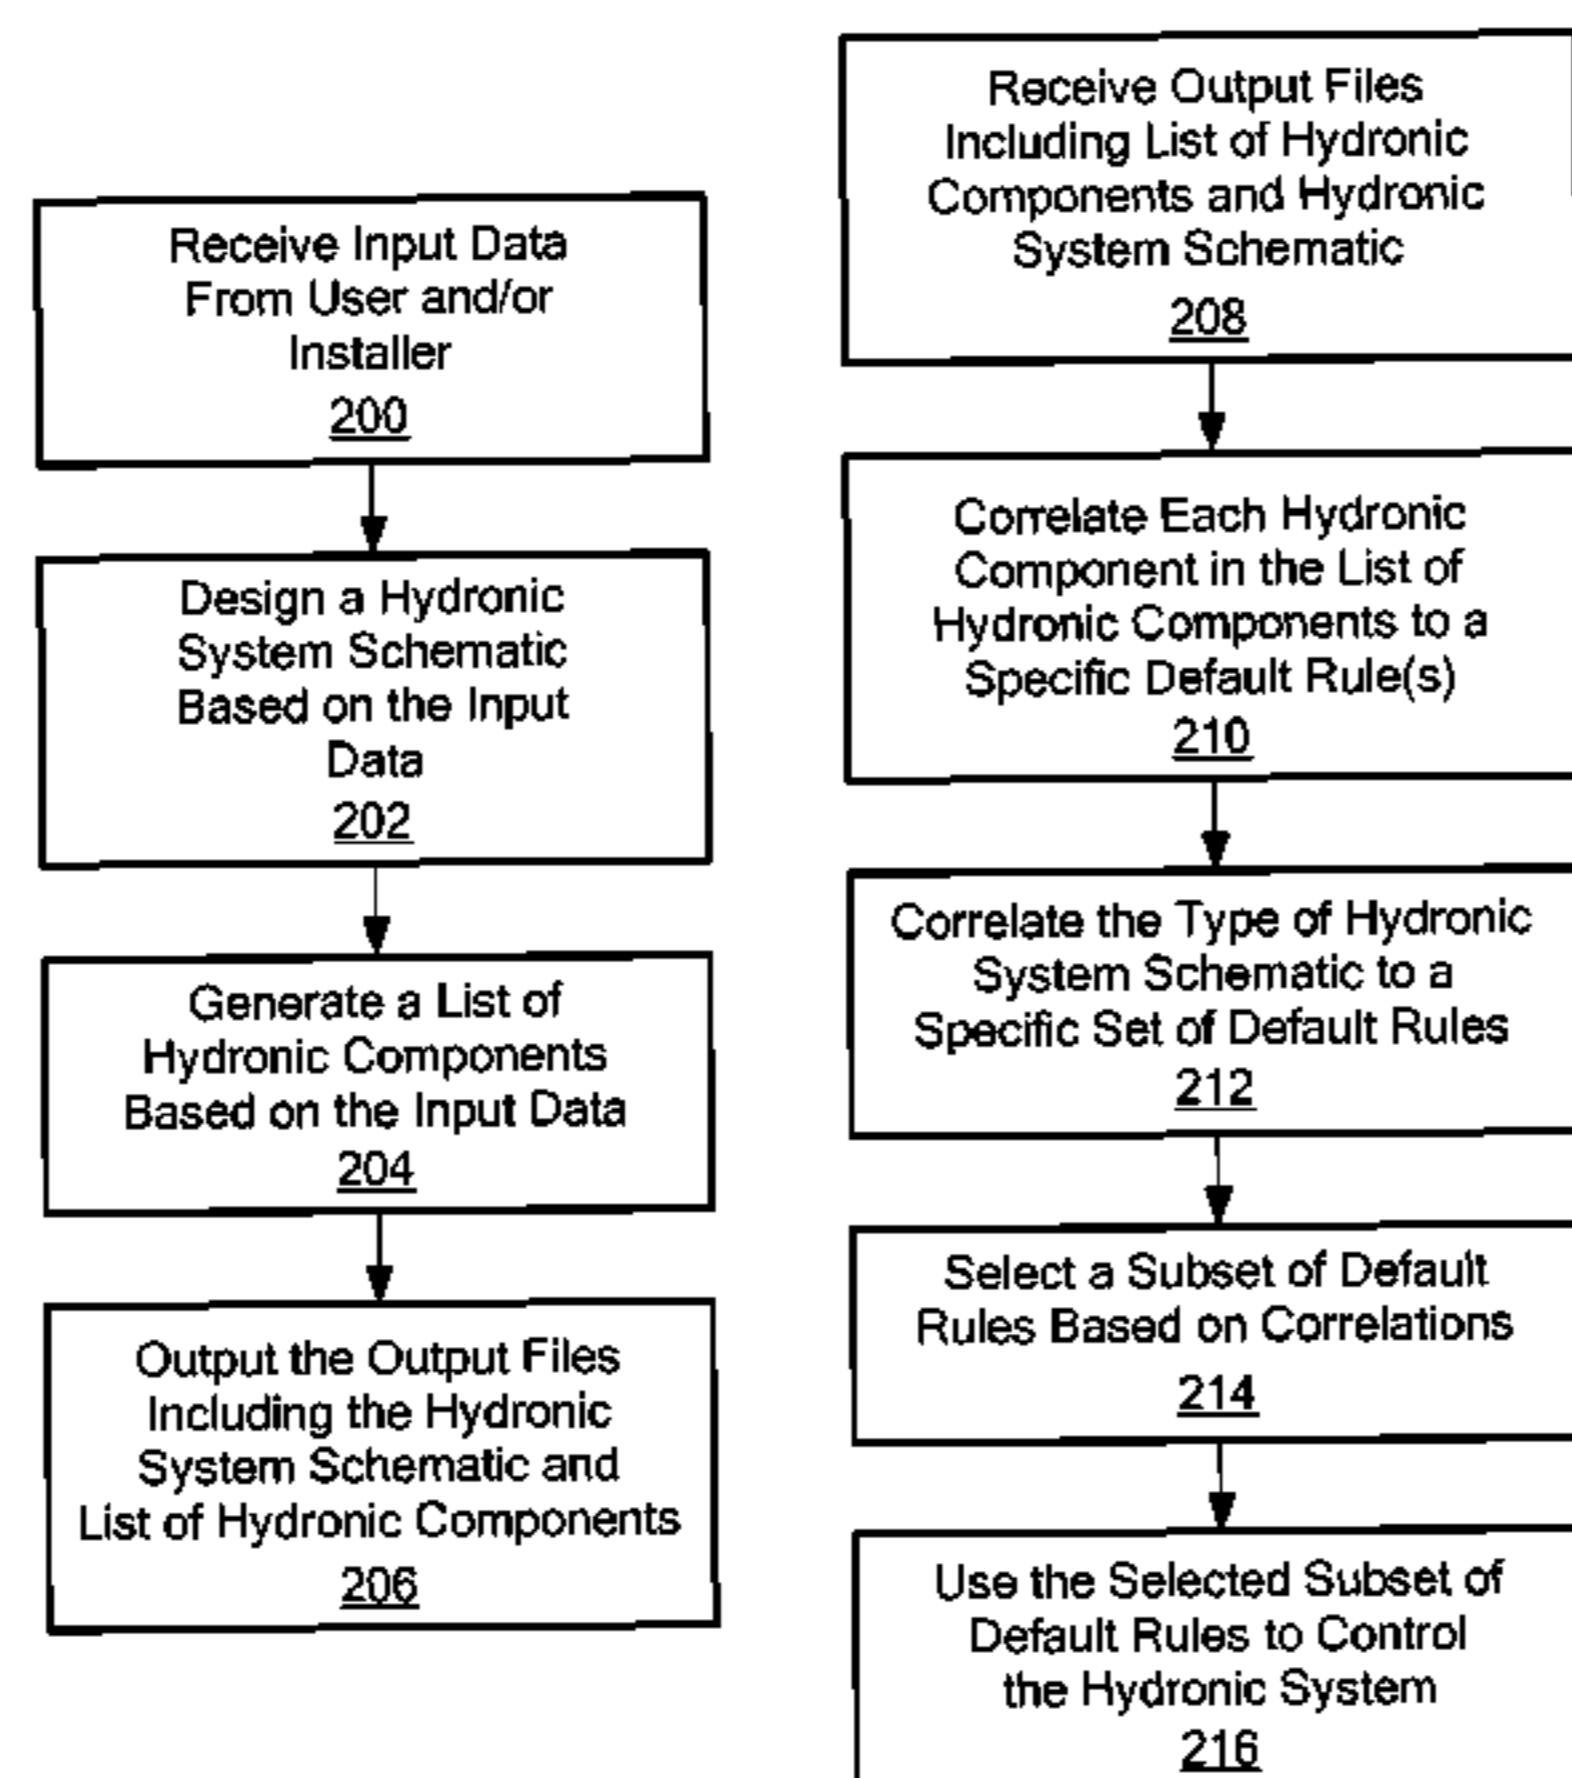 Receive Input Data
From User and/or
Installer
200
Design a Hydronic
System Schematic
Based on the Input
Data
202
Generate a List of
Hydronic Components
Based on the Input Data
204
Output the Output Files
Including the Hydronic
System Schematic and
List of Hydronic Components
206
Receive Output Files
Including List of Hydronic
Components and Hydronic
System Schematic
208
Correlate Each Hydronic
Component in the List of
Hydronic Components to a
Specific Default Rule(s)
210
Correlate the Type of Hydronic
System Schematic to a
Specific Set of Default Rules
212
Select a Subset of Default
Rules Based on Correlations
214
Use the Selected Subset of
Default Rules to Control
the Hydronic System
216